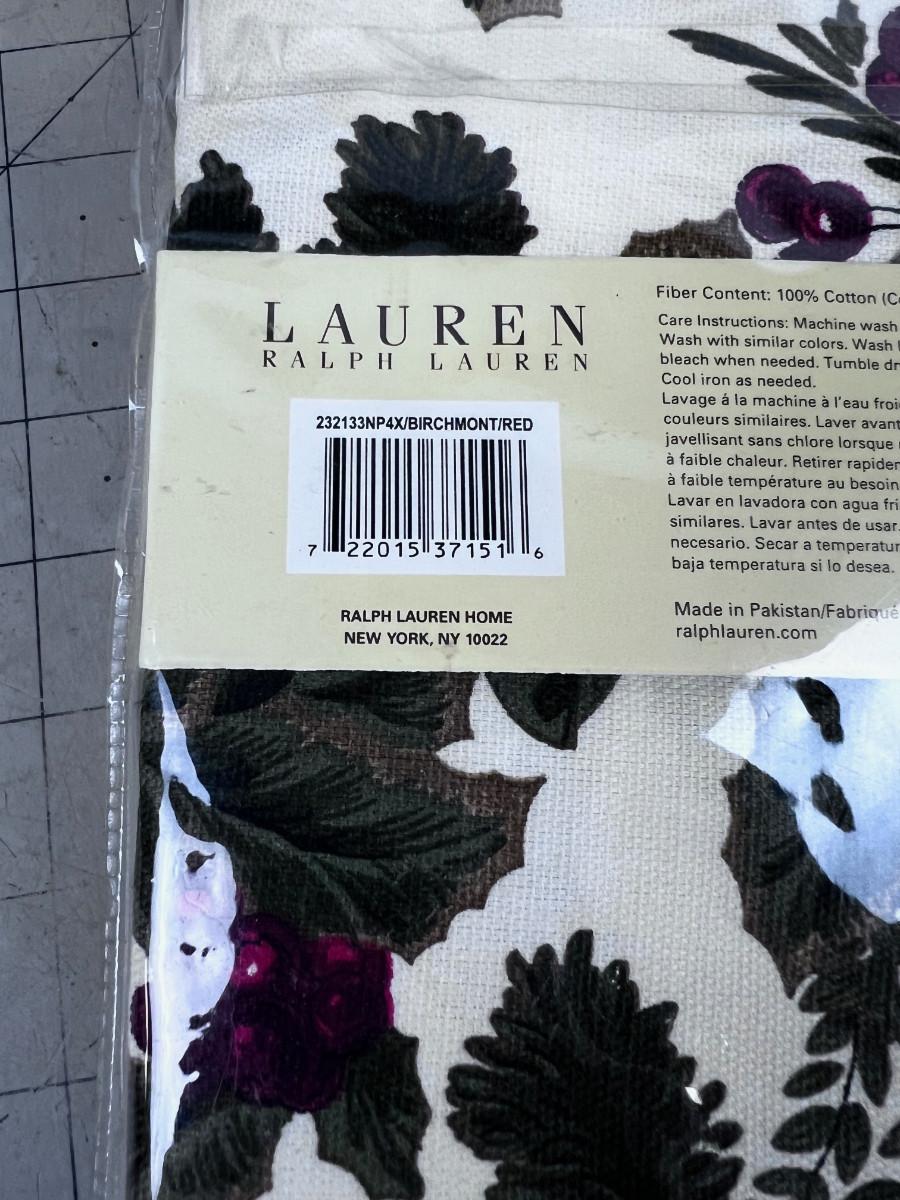 LAUREN
RALPH LAUREN
232133NP4X/BIRCHMONT/RED
7 22015 37151 6
RALPH LAUREN HOME
NEW YORK, NY 10022
Fiber Content: 100% Cotton
Care Instructions: Machine wash
Wash with similar colors. Wash
bleach when needed. Tumble
Cool iron as needed.
Lavage á la machine à l'eau
couleurs similaires. Laver avant
javellisant sans chlore lorsque
à faible chaleur. Retirer
à faible température au besoin
Lavar en lavadora con agua
similares. Lavar antes de usar.
necesario. Secar a
baja temperatura si lo desea.
Made in Pakistan/Fabriqué
ralphlauren.com